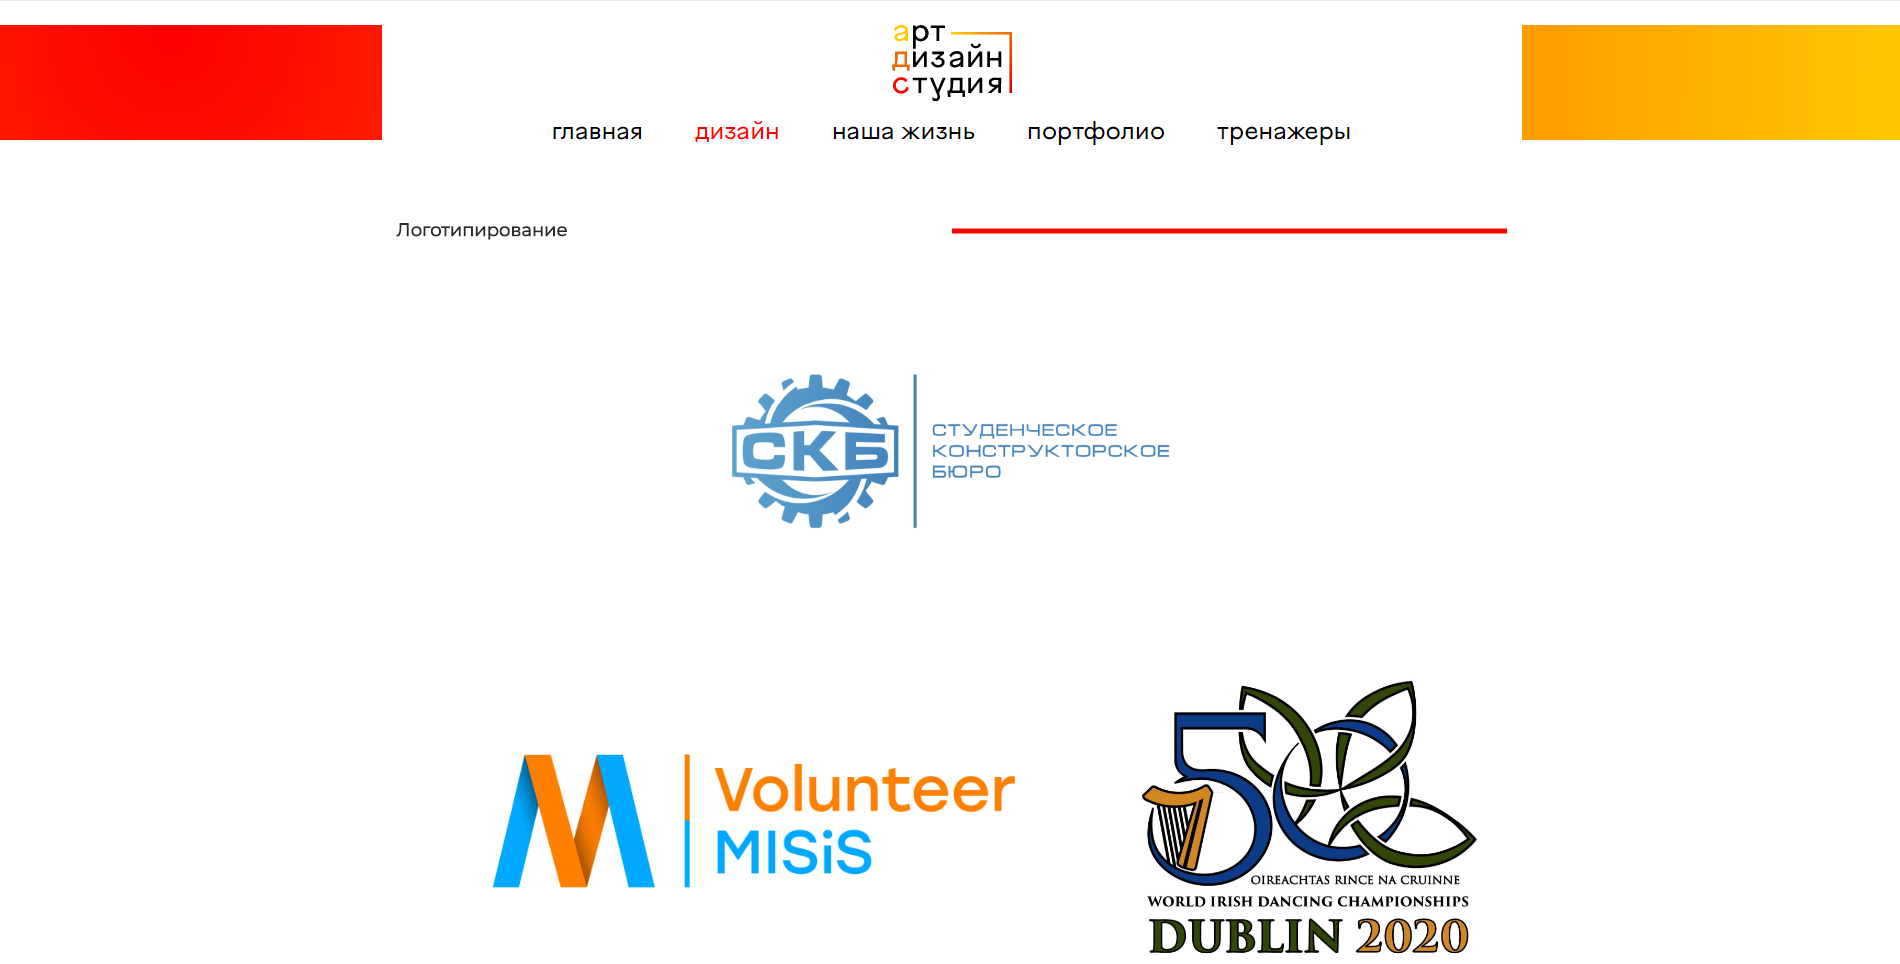 арт
дизайн
студия
главная дизайн наша жизнь портфолио тренажеры
Логотипирование
СКБ
СТУДЕНЧЕСКОЕ
КОНСТРУКТОРСКОЕ
БЮРО
Volunteer
MISiS
50
OIREACHTAS RINCE NA CRUINNE
WORLD IRISH DANCING CHAMPIONSHIPS
DUBLIN 2020